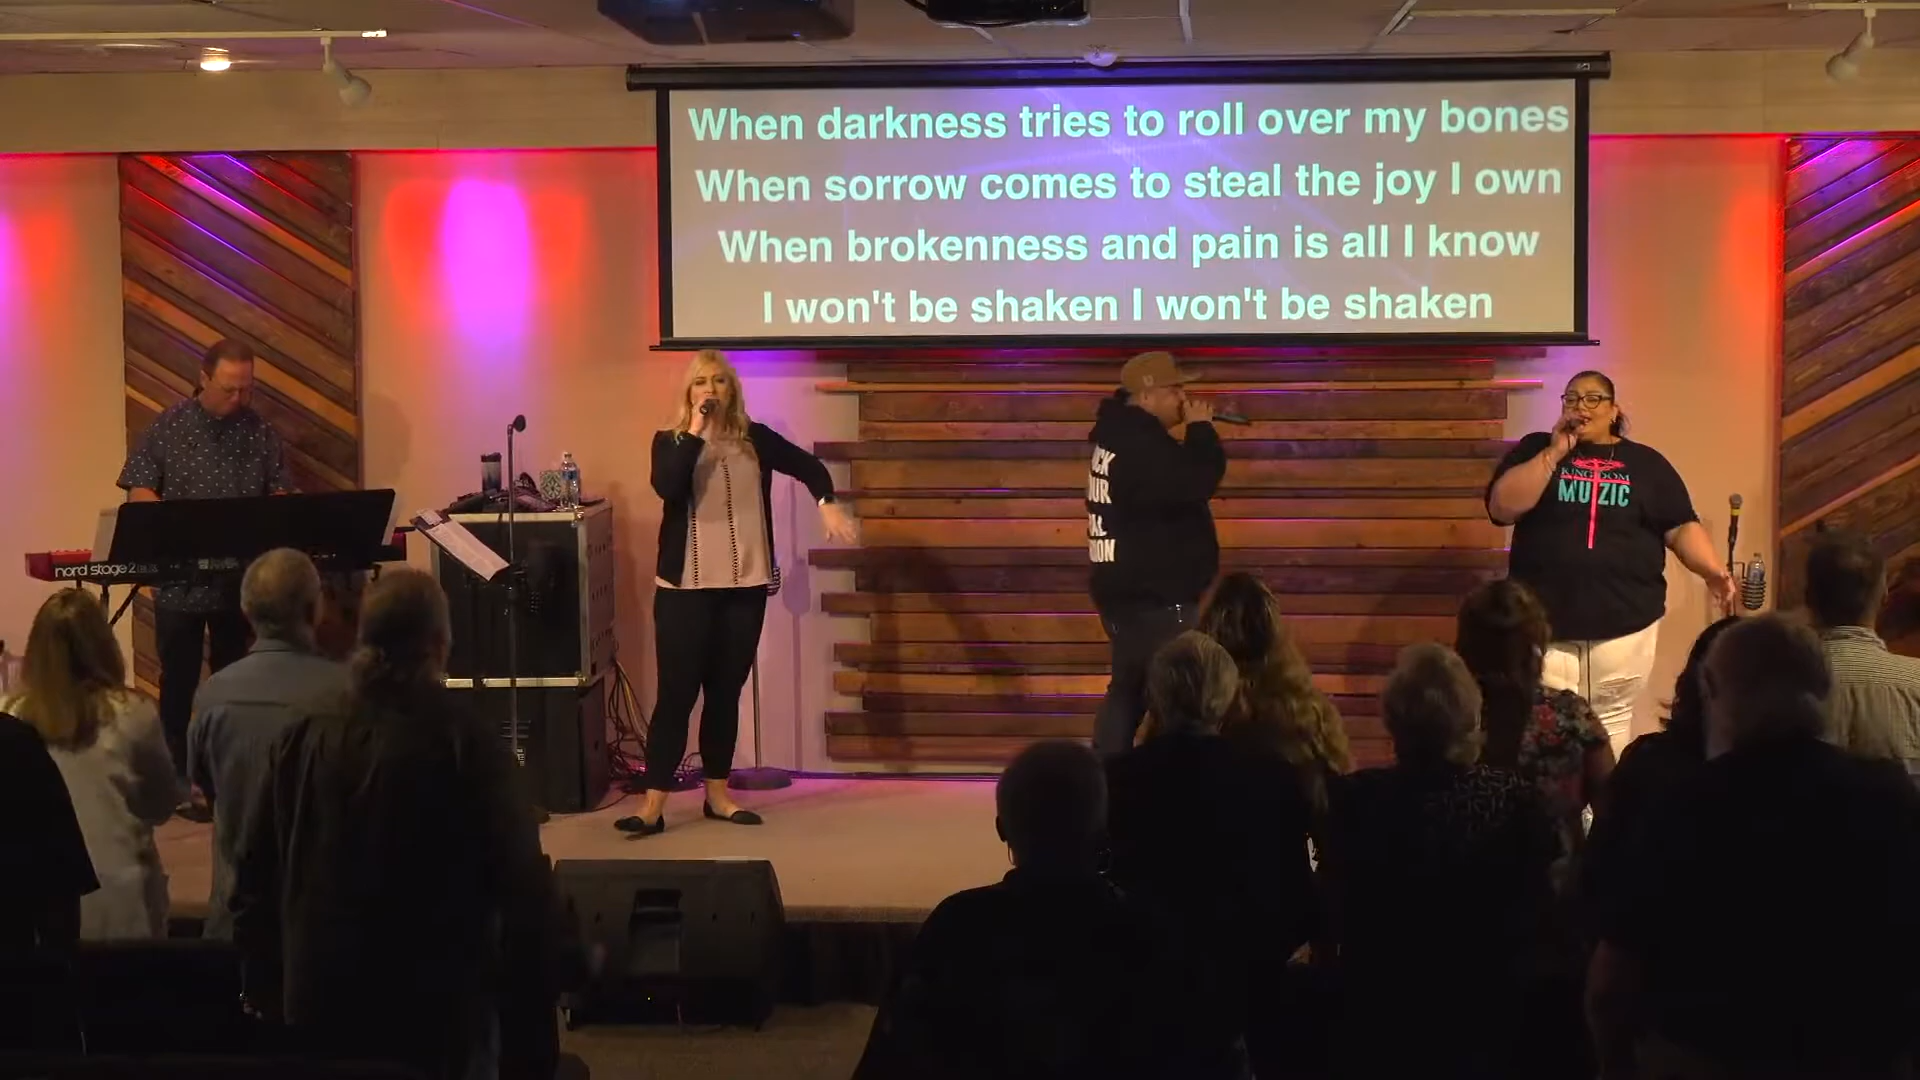 When darkness tries to roll over my bones
When sorrow comes to steal the joy I own
When brokenness and pain is all I know
I won't be shaken I won't be shaken
KINGDOM
MUZIC
nord stage 2